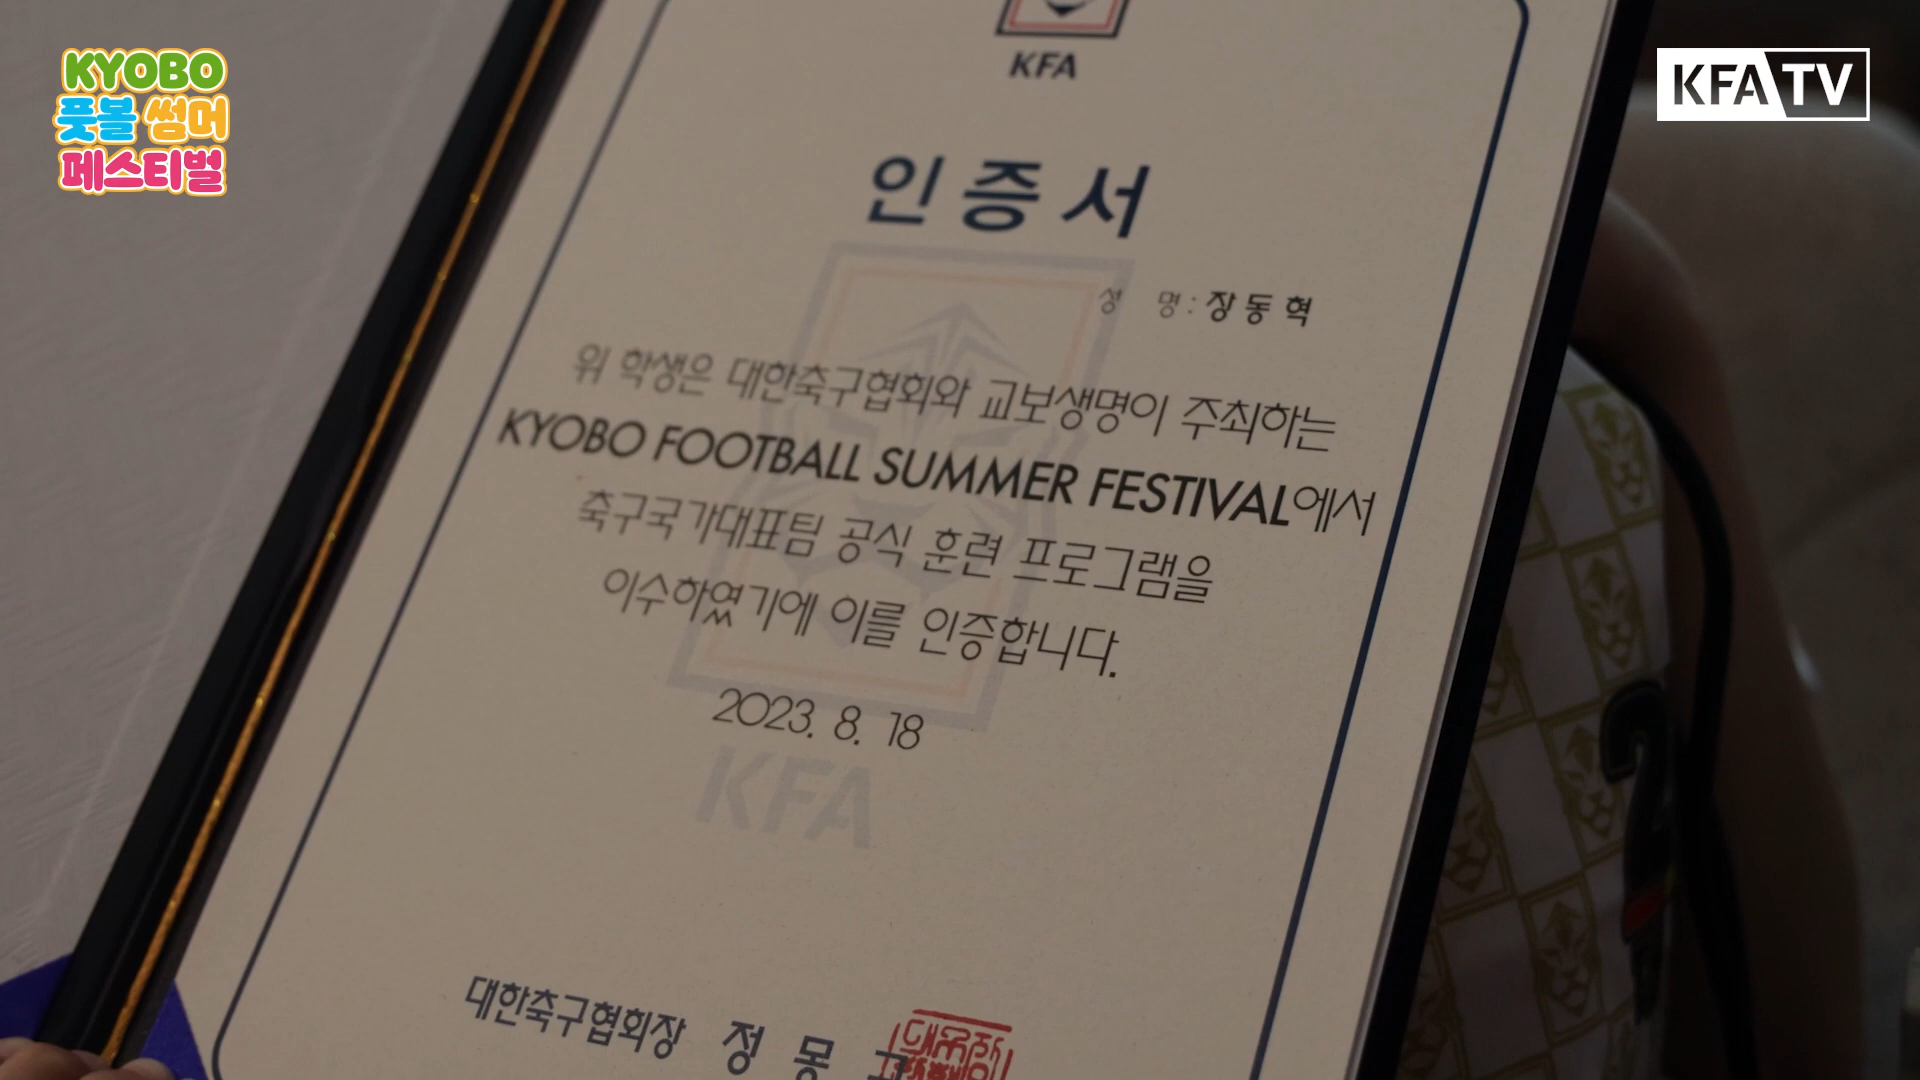 KYOBO
풋볼 썸머
페스티벌
KFA TV
KFA
인증서
성 명 : 장동혁
위 학생은 대한축구협회와 교보생명이 주최하는
KYOBO FOOTBALL SUMMER FESTIVAL에서
축구국가대표팀 공식 훈련 프로그램을
이수하였기에 이를 인증합니다.
2023. 8. 18
KFA
대한축구협회장 정 몽
2